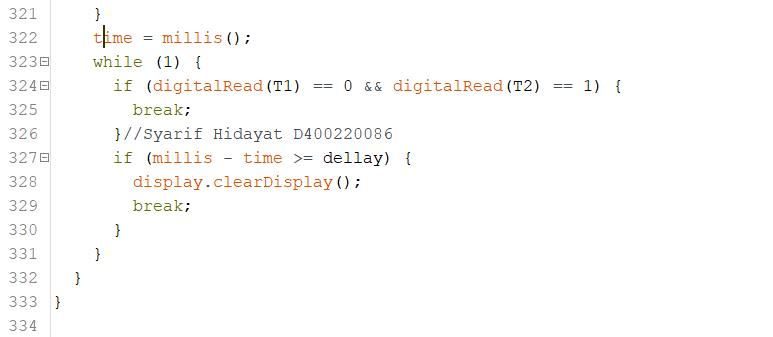 321     }
322     time = millis();
323     while (1) {
324       if (digitalRead(T1) == 0 && digitalRead(T2) == 1) {
325         break;
326       }//Syarif Hidayat D400220086
327       if (millis - time >= dellay) {
328         display.clearDisplay();
329         break;
330       }
331     }
332   }
333 }
334